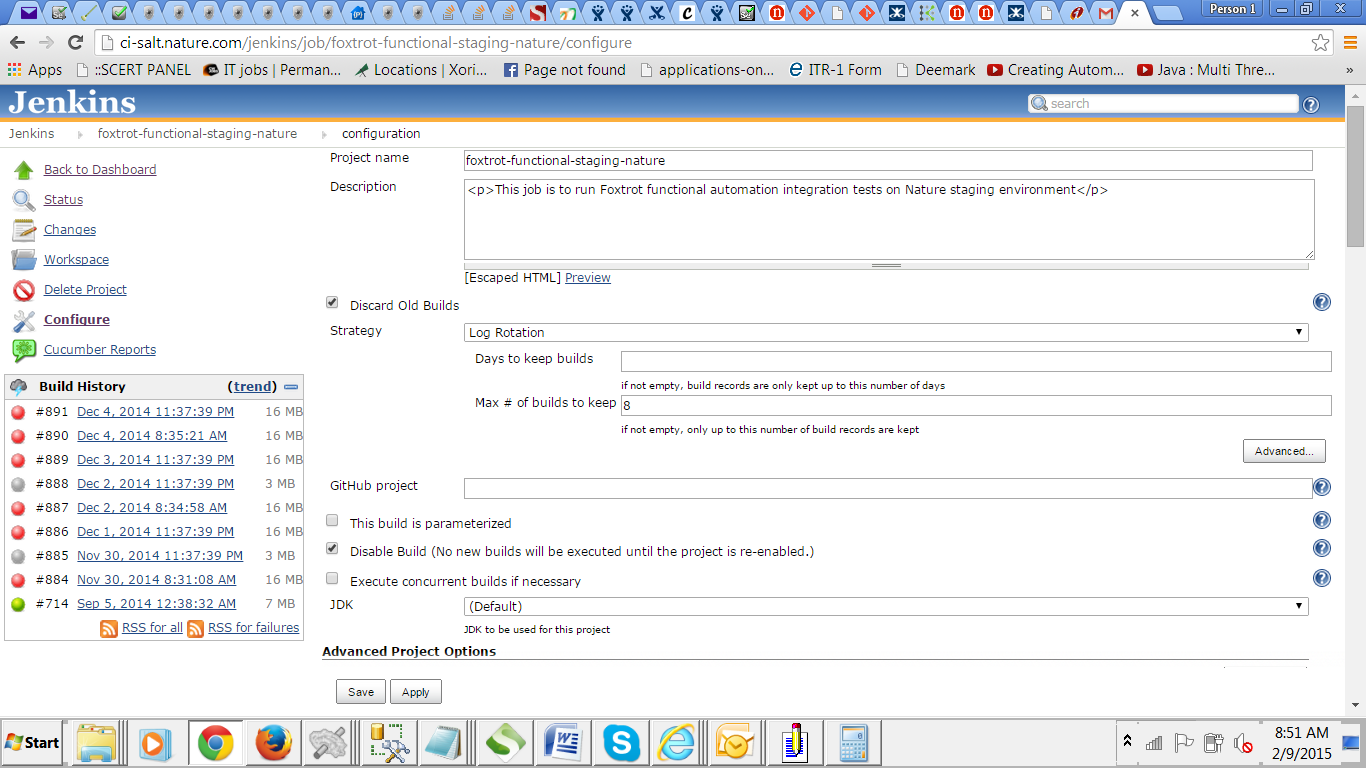 Person 1
ci-salt.nature.com/jenkins/job/foxtrot-functional-staging-nature/configure
Apps ::SCERT PANEL IT jobs | Perman... Locations | Xori... Page not found applications-on... ITR-1 Form Deemark Creating Autom... Java : Multi Thre... »
Jenkins search
Jenkins foxtrot-functional-staging-nature configuration
Project name foxtrot-functional-staging-nature
Back to Dashboard
Description <p>This job is to run Foxtrot functional automation integration tests on Nature staging environment</p>
Status
Changes
Workspace
[Escaped HTML] Preview
Delete Project
Discard Old Builds
Configure
Strategy Log Rotation
Cucumber Reports
Days to keep builds
if not empty, build records are only kept up to this number of days
Max # of builds to keep 8
if not empty, only up to this number of build records are kept
Advanced...
Build History (trend)
#891 Dec 4, 2014 11:37:39 PM 16 MB
#890 Dec 4, 2014 8:35:21 AM 16 MB
#889 Dec 3, 2014 11:37:39 PM 16 MB
#888 Dec 2, 2014 11:37:39 PM 3 MB
#887 Dec 2, 2014 8:34:58 AM 16 MB
#886 Dec 1, 2014 11:37:39 PM 16 MB
#885 Nov 30, 2014 11:37:39 PM 3 MB
#884 Nov 30, 2014 8:31:08 AM 16 MB
#714 Sep 5, 2014 12:38:32 AM 7 MB
RSS for all RSS for failures
GitHub project
This build is parameterized
Disable Build (No new builds will be executed until the project is re-enabled.)
Execute concurrent builds if necessary
JDK (Default)
JDK to be used for this project
Advanced Project Options
Save Apply
Start
8:51 AM
2/9/2015